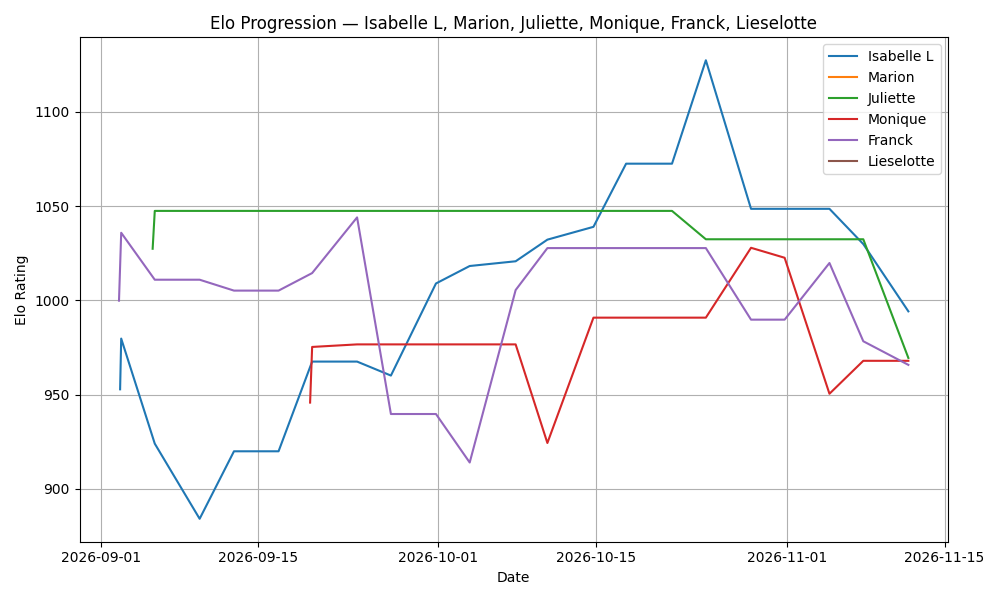 Elo Progression — Isabelle L, Marion, Juliette, Monique, Franck, Lieselotte
Isabelle L
Marion
Juliette
Monique
Franck
Lieselotte
Elo Rating
1100
1050
1000
950
900
2026-09-01
2026-09-15
2026-10-01
2026-10-15
2026-11-01
2026-11-15
Date